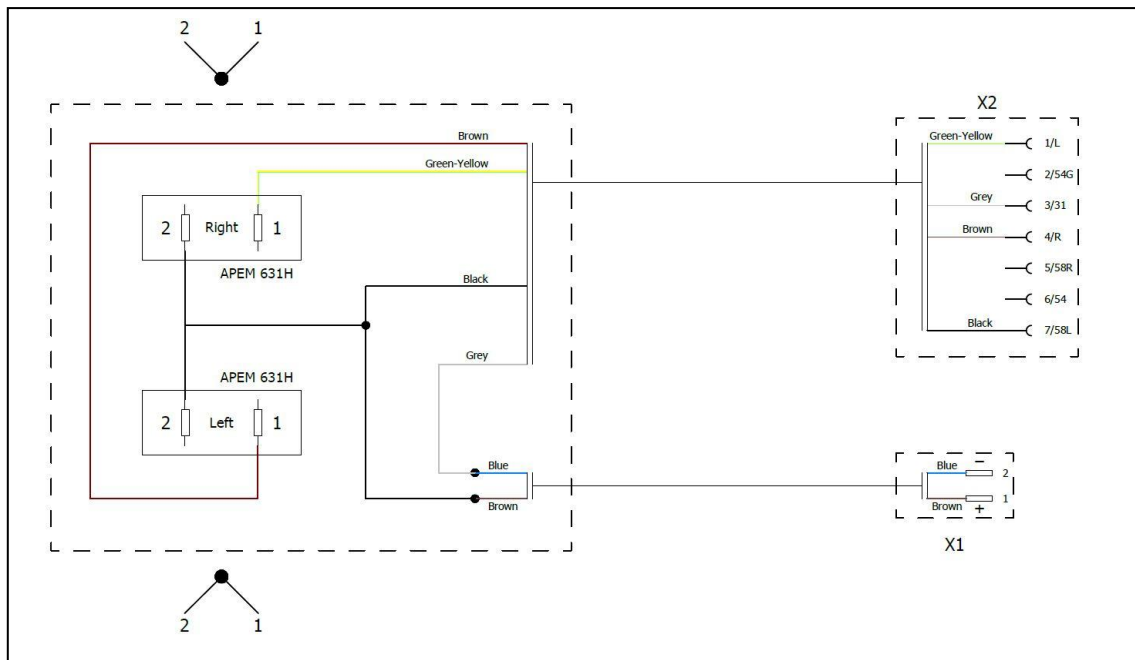 2 1
X2
Brown
Green-Yellow
Green-Yellow
1/L
2/54G
2 Right 1
Grey
3/31
Brown
4/R
APEM 631H
5/58R
Black
6/54
Black
7/58L
Grey
APEM 631H
2 Left 1
Blue
Blue
−
2
Brown
Brown
+
1
X1
2 1